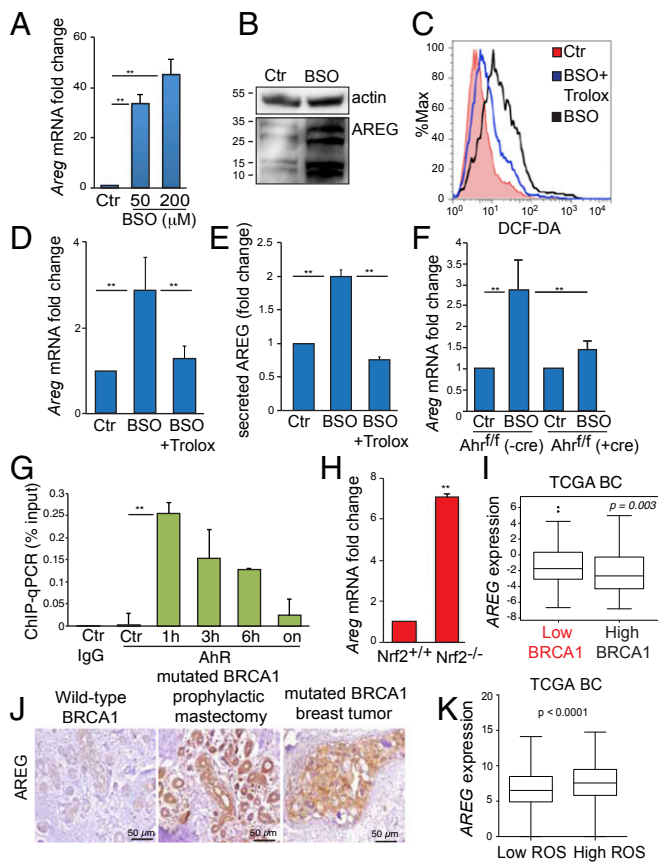 A
Areg mRNA fold change
60
40
20
0
**
**
Ctr
50
200
BSO (µM)
B
Ctr BSO
55
35
actin
35
25
15
10
AREG
C
%Max
100
80
60
40
20
0
Ctr
BSO+
Trolox
BSO
10⁰ 10¹ 10² 10³ 10⁴
DCF-DA
D
Areg mRNA fold change
4
2
0
**
**
Ctr
BSO
BSO
+Trolox
E
secreted AREG (fold change)
2
1.5
1
0.5
0
**
**
Ctr
BSO
BSO
+Trolox
F
Areg mRNA fold change
3.5
3
2.5
2
1.5
1
0.5
0
**
**
Ctr
BSO
Ctr
BSO
Ahrf/f (-cre)
Ahrf/f (+cre)
G
ChIP-qPCR (% input)
0.3
0.25
0.2
0.15
0.1
0.05
0
**
Ctr
Ctr
1h
3h
6h
on
IgG
AhR
H
Areg mRNA fold change
8
6
4
2
0
**
Nrf2+/+
Nrf2-/-
I
TCGA BC
p = 0.003
AREG expression
6
4
2
0
-2
-4
-6
-8
Low
BRCA1
High
BRCA1
J
Wild-type
BRCA1
mutated BRCA1
prophylactic
mastectomy
mutated BRCA1
breast tumor
AREG
50 µm
50 µm
50 µm
K
TCGA BC
p < 0.0001
AREG expression
20
15
10
5
0
Low ROS
High ROS